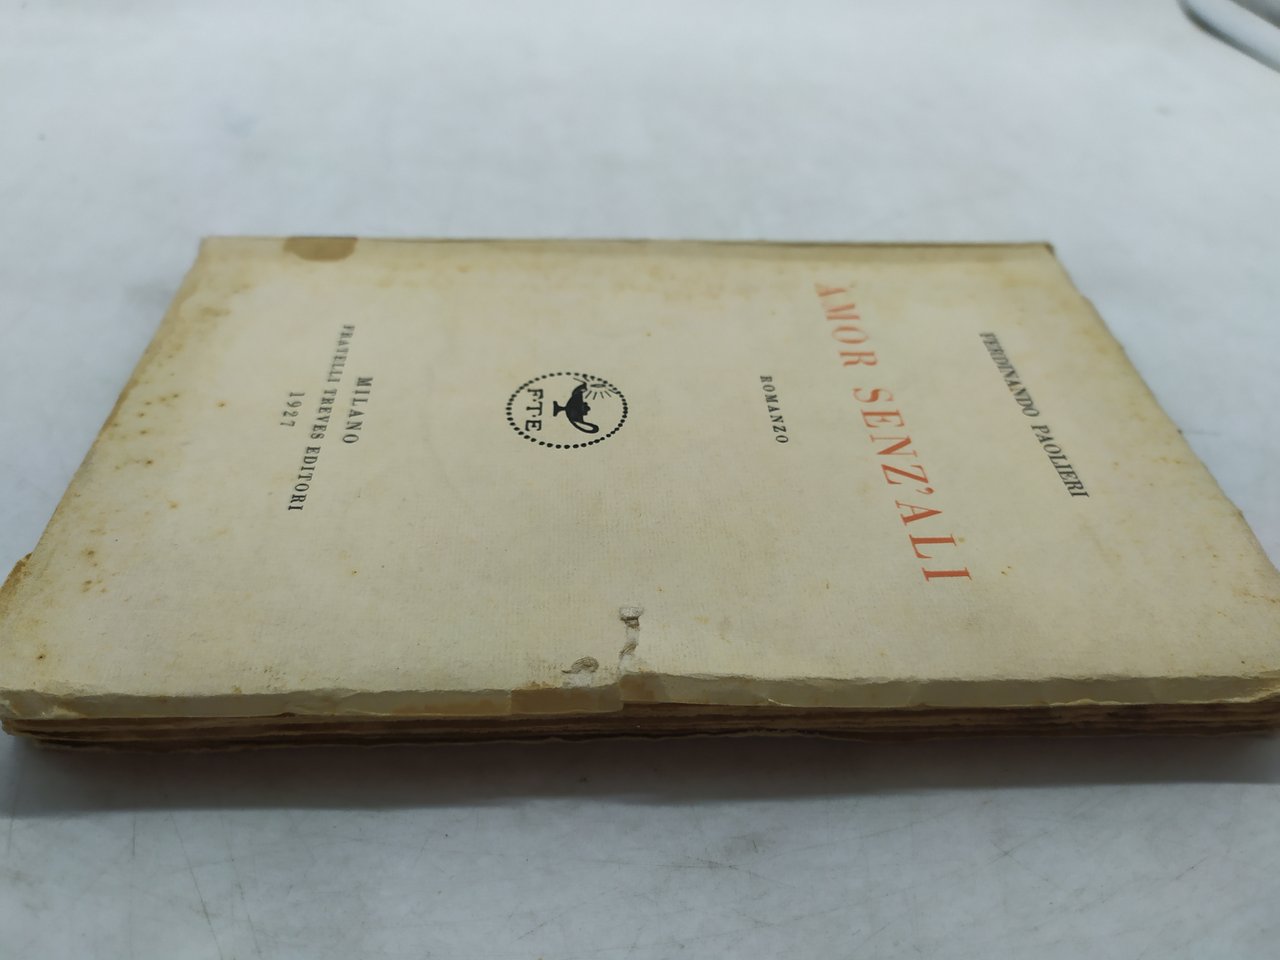 FERDINANDO PAOLIERI
AMOR SENZ'ALI
ROMANZO
F·T·E
MILANO
FRATELLI TREVES EDITORI
1927